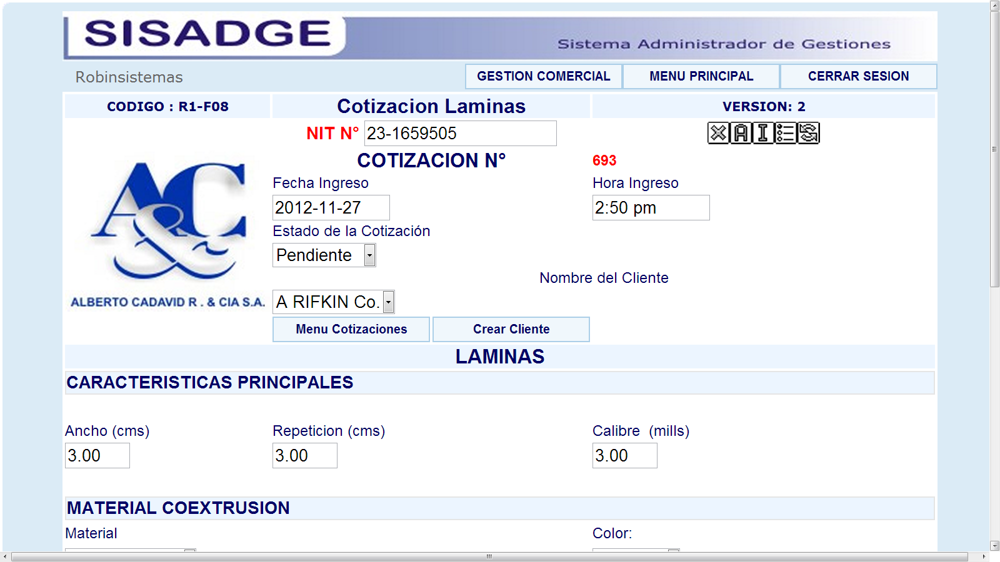 SISADGE
Sistema Administrador de Gestiones
Robinsistemas
GESTION COMERCIAL MENU PRINCIPAL CERRAR SESION
CODIGO : R1-F08 Cotizacion Laminas VERSION: 2
NIT N° 23-1659505 X A I
COTIZACION N° 693
Fecha Ingreso Hora Ingreso
2012-11-27 2:50 pm
Estado de la Cotización
Pendiente
Nombre del Cliente
A RIFKIN Co.
A&C
ALBERTO CADAVID R . & CIA S.A.
Menu Cotizaciones Crear Cliente
LAMINAS
CARACTERISTICAS PRINCIPALES
Ancho (cms) Repeticion (cms) Calibre (mills)
3.00 3.00 3.00
MATERIAL COEXTRUSION
Material Color: